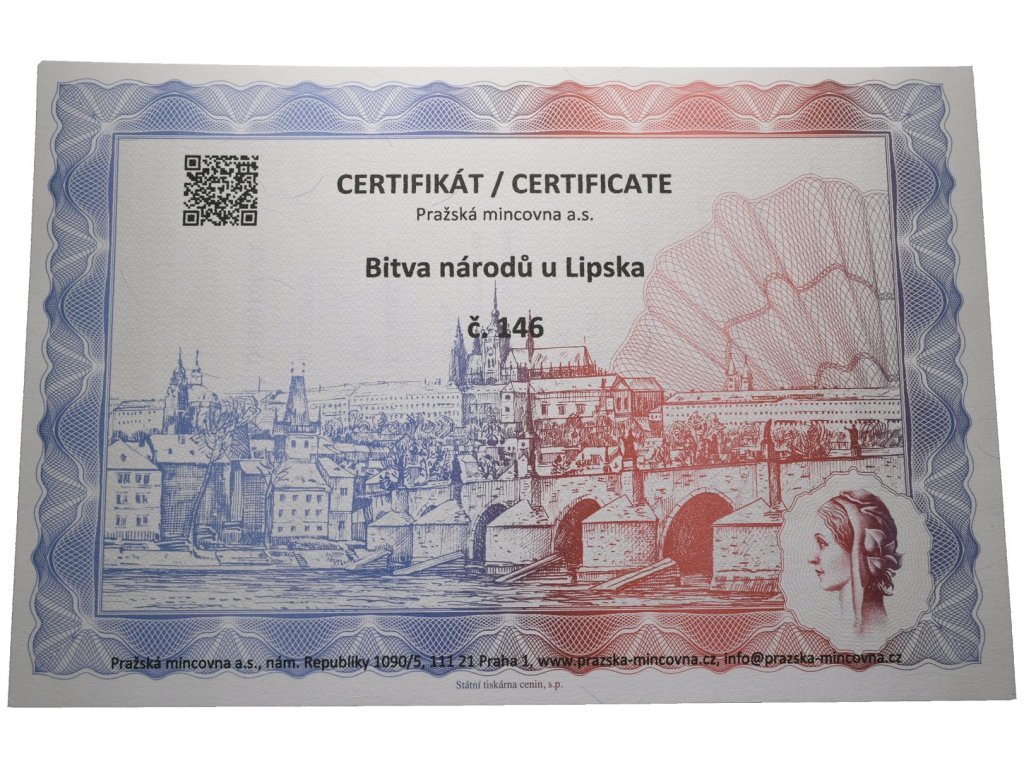 CERTIFIKÁT / CERTIFICATE
Pražská mincovna a.s.
Bitva národů u Lipska
č. 146
Pražská mincovna a.s., nám. Republiky 1090/5, 111 21 Praha 1, www.prazska-mincovna.cz, info@prazska-mincovna.cz
Státní tiskárna cenin, s.p.